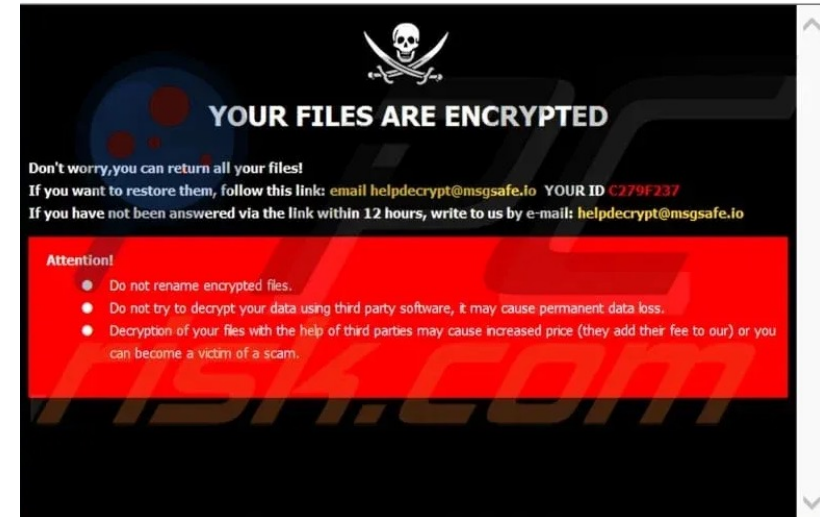 YOUR FILES ARE ENCRYPTED
Don't worry,you can return all your files!
If you want to restore them, follow this link: email helpdecrypt@msgsafe.io YOUR ID C279F237
If you have not been answered via the link within 12 hours, write to us by e-mail: helpdecrypt@msgsafe.io
Attention!
Do not rename encrypted files.
Do not try to decrypt your data using third party software, it may cause permanent data loss.
Decryption of your files with the help of third parties may cause increased price (they add their fee to our) or you
can become a victim of a scam.
PC
risk.com